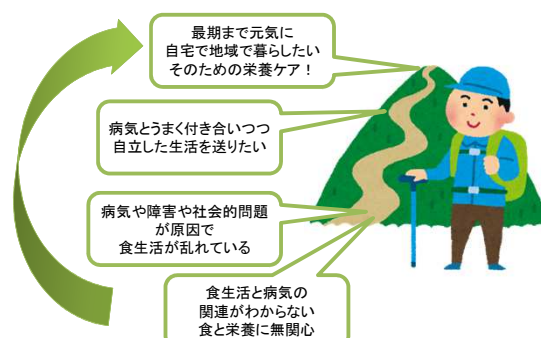 最期まで元気に
自宅で地域で暮らしたい
そのための栄養ケア！
病気とうまく付き合いつつ
自立した生活を送りたい
病気や障害や社会的問題
が原因で
食生活が乱れている
食生活と病気の
関連がわからない
食と栄養に無関心